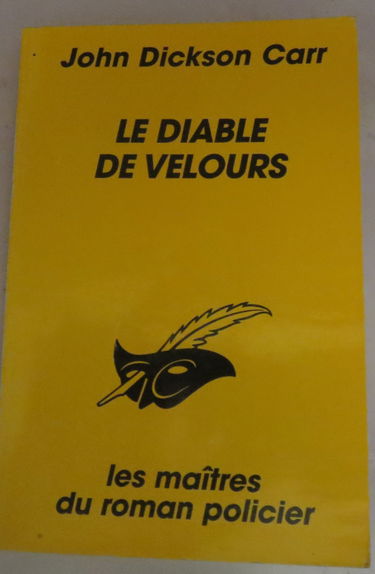 John Dickson Carr
LE DIABLE
DE VELOURS
les maîtres
du roman policier